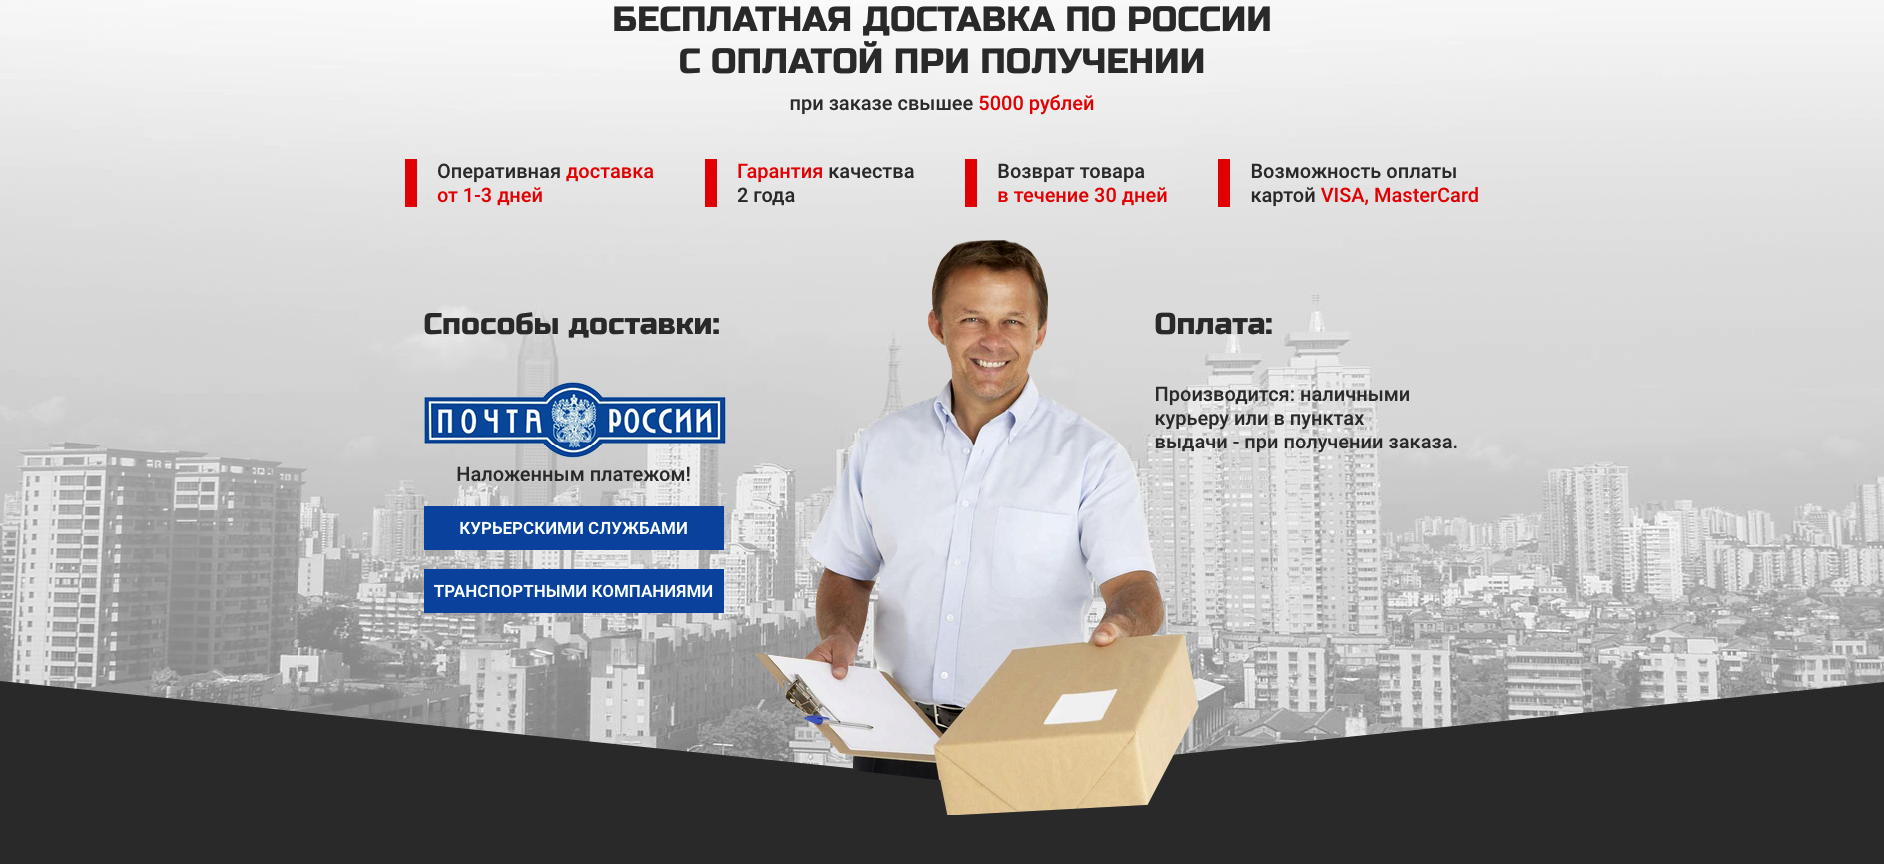 БЕСПЛАТНАЯ ДОСТАВКА ПО РОССИИ
С ОПЛАТОЙ ПРИ ПОЛУЧЕНИИ
при заказе свышее 5000 рублей
Оперативная доставка
от 1-3 дней
Гарантия качества
2 года
Возврат товара
в течение 30 дней
Возможность оплаты
картой VISA, MasterCard
Способы доставки:
ПОЧТА РОССИИ
Наложенным платежом!
КУРЬЕРСКИМИ СЛУЖБАМИ
ТРАНСПОРТНЫМИ КОМПАНИЯМИ
Оплата:
Производится: наличными
курьеру или в пунктах
выдачи - при получении заказа.